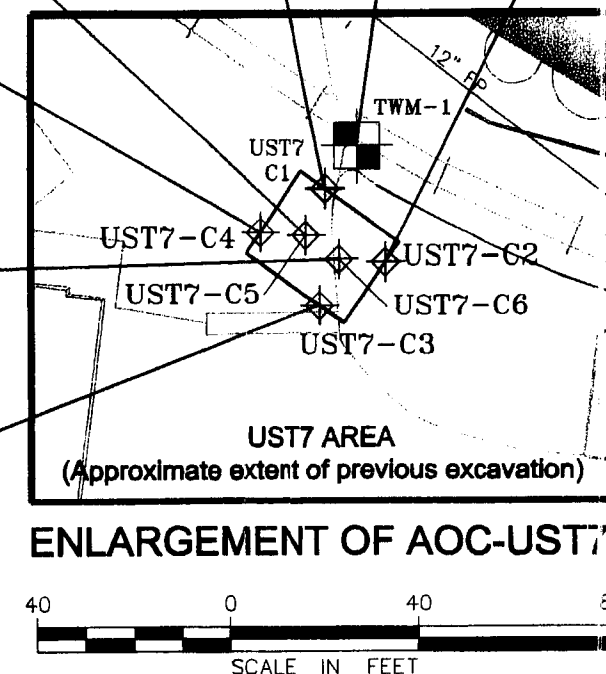 12" FP
TWM-1
UST7
C1
UST7-C4
UST7-C2
UST7-C5
UST7-C6
UST7-C3
UST7 AREA
(Approximate extent of previous excavation)
ENLARGEMENT OF AOC-UST7
40 0 40
SCALE IN FEET